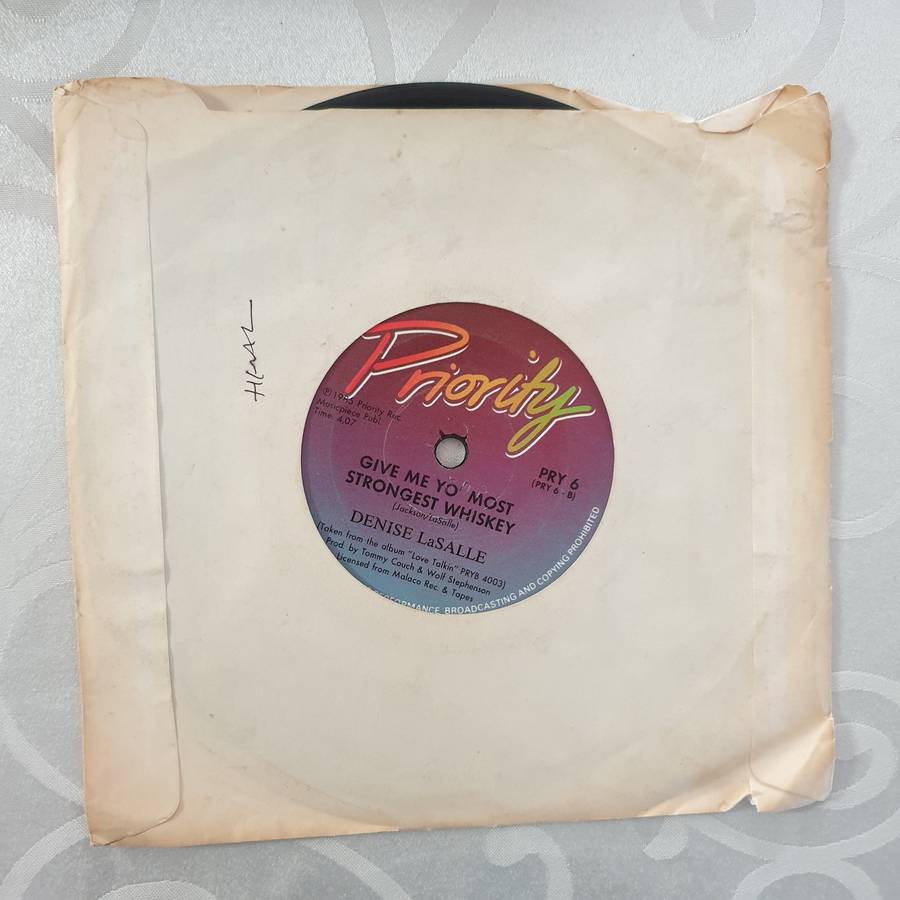 Priority
Priority Rec.
Musicpiece Publ.
Time: 4,07
PRY 6
(PRY 6 - B)
GIVE ME YO' MOST
STRONGEST WHISKEY
(Jackson/LaSalle)
DENISE LaSALLE
(Taken from the album "Love Talkin" PRYB 4003)
Prod. by Tommy Couch & Wolf Stephenson
Licensed from Malaco Rec. & Tapes
BROADCASTING AND COPYING PROHIBITED